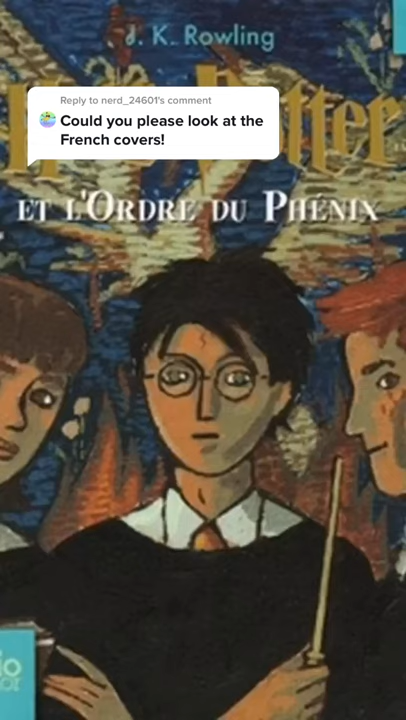 J. K. Rowling
Reply to nerd_24601's comment
Could you please look at the
French covers!
ET L'ORDRE DU PHÉNIX